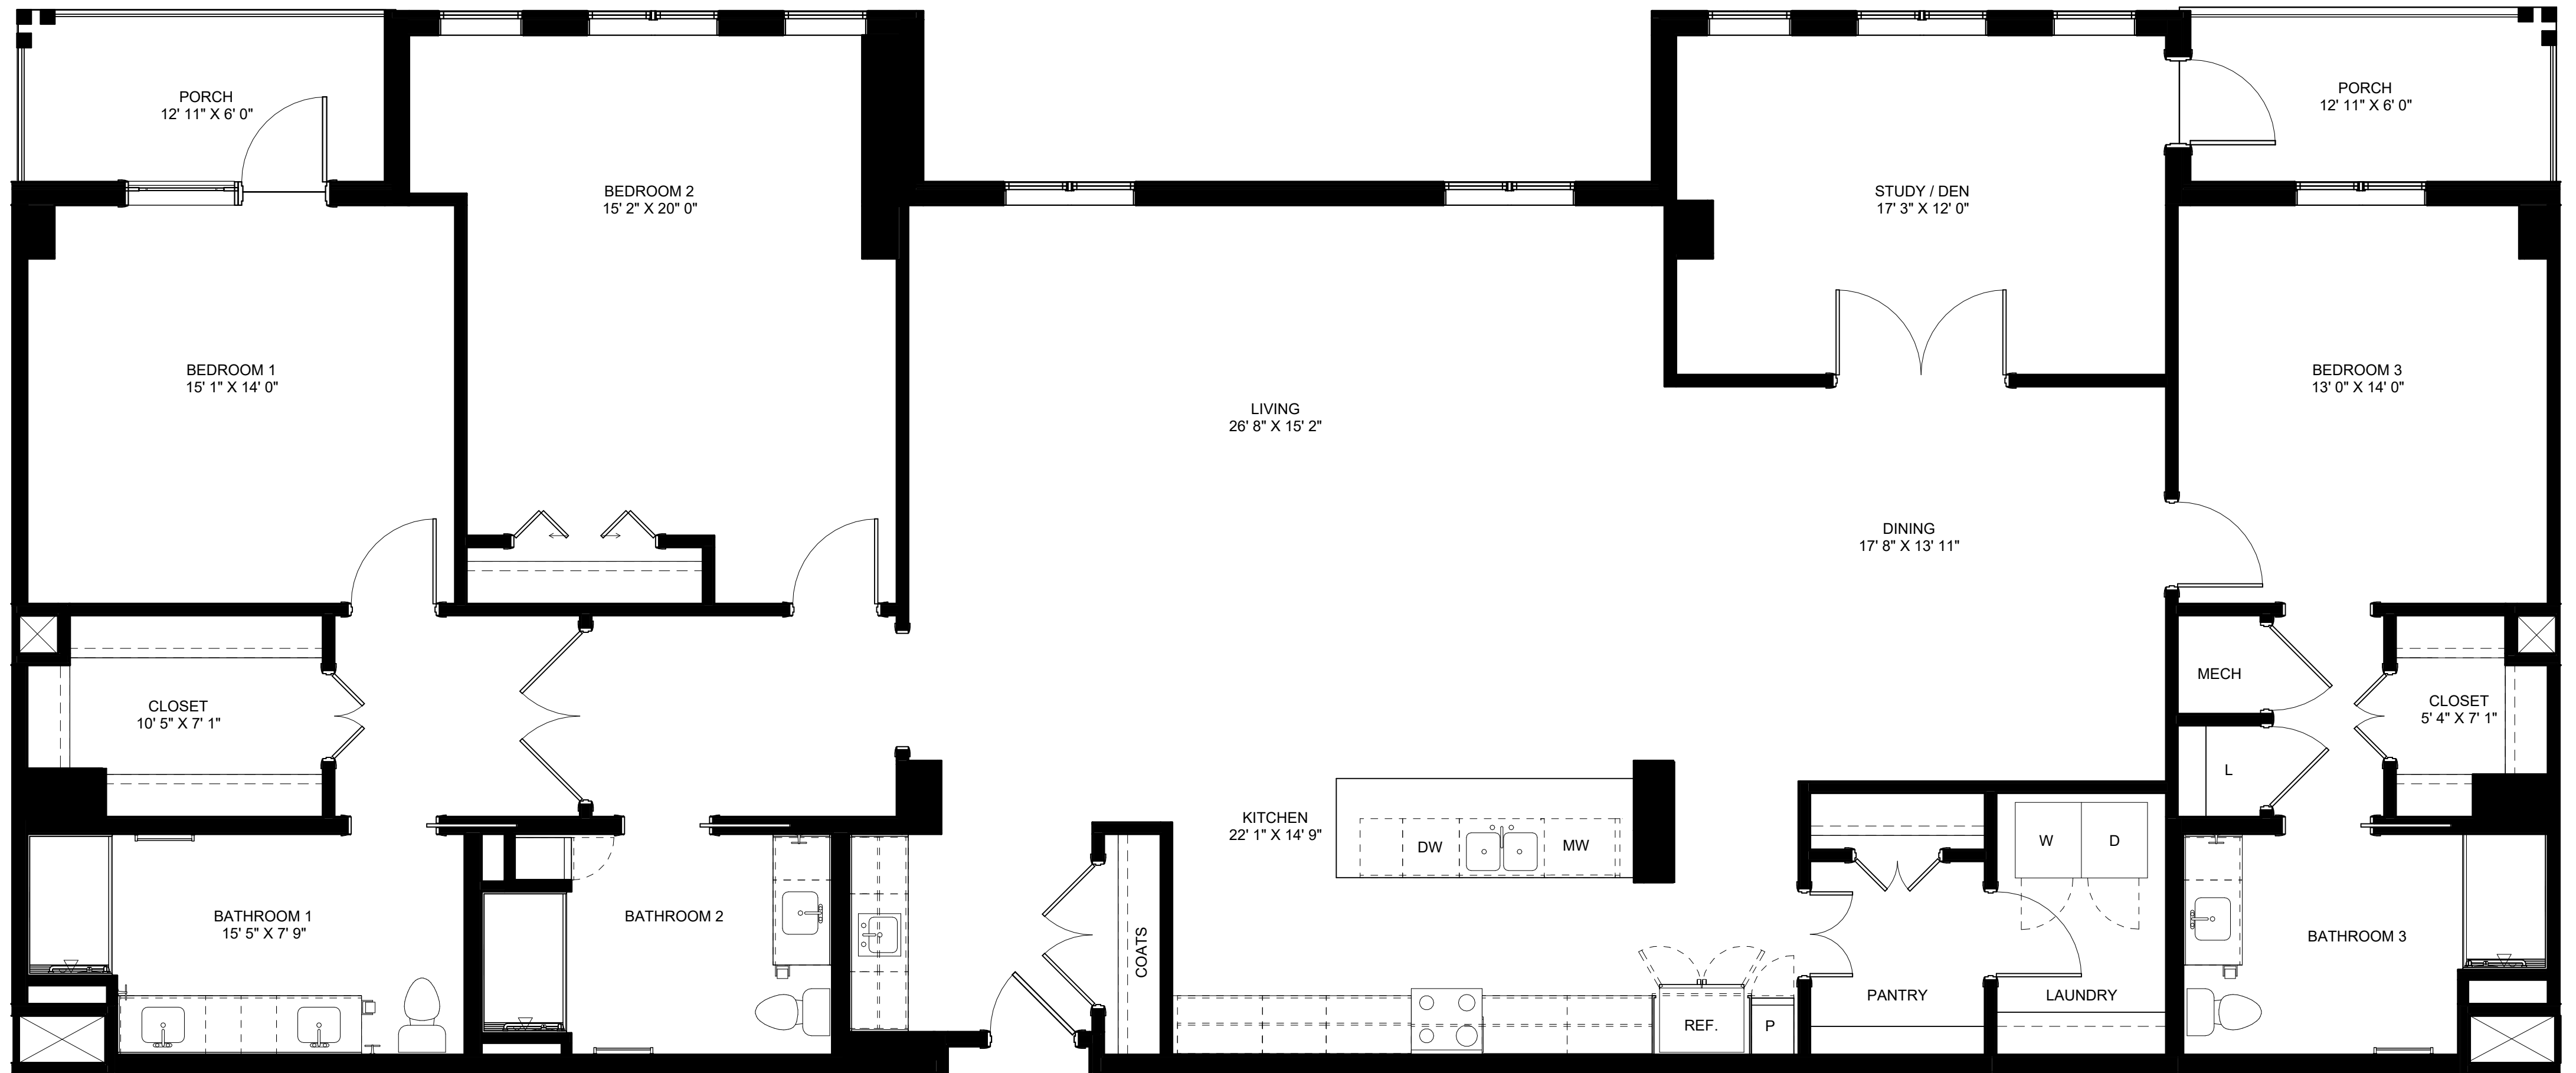 PORCH
12' 11" X 6' 0"
PORCH
12' 11" X 6' 0"
BEDROOM 2
15' 2" X 20' 0"
STUDY / DEN
17' 3" X 12' 0"
BEDROOM 1
15' 1" X 14' 0"
BEDROOM 3
13' 0" X 14' 0"
LIVING
26' 8" X 15' 2"
DINING
17' 8" X 13' 11"
MECH
CLOSET
10' 5" X 7' 1"
CLOSET
5' 4" X 7' 1"
L
KITCHEN
22' 1" X 14' 9"
DW
MW
W
D
BATHROOM 1
15' 5" X 7' 9"
BATHROOM 2
COATS
BATHROOM 3
PANTRY
LAUNDRY
REF.
P